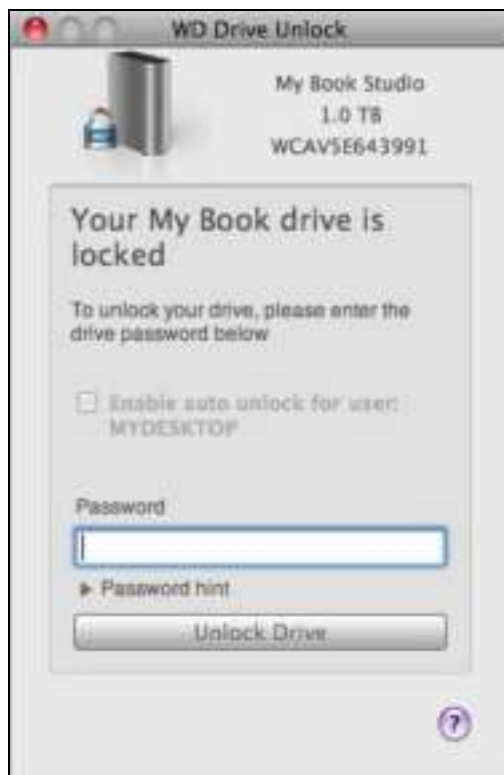 WD Drive Unlock
My Book Studio
1.0 TB
WCAV5E643991
Your My Book drive is
locked
To unlock your drive, please enter the
drive password below
Enable auto unlock for user:
MYDESKTOP
Password
Password hint
Unlock Drive
?